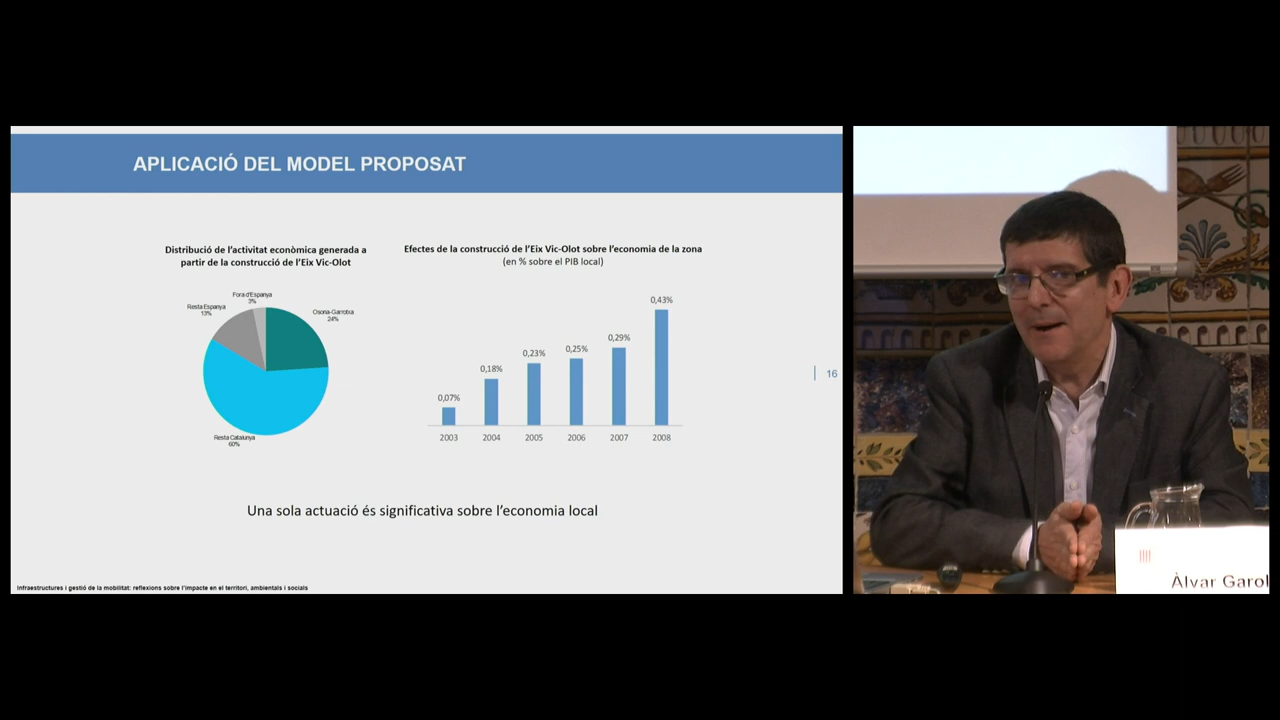 APLICACIÓ DEL MODEL PROPOSAT
Distribució de l'activitat econòmica generada a
partir de la construcció de l'Eix Vic-Olot
Fora d'Espanya
3%
Resta Espanya
13%
Osona-Garrotxa
24%
Resta Catalunya
60%
Efectes de la construcció de l'Eix Vic-Olot sobre l'economia de la zona
(en % sobre el PIB local)
0,07%
0,18%
0,23%
0,25%
0,29%
0,43%
2003
2004
2005
2006
2007
2008
16
Una sola actuació és significativa sobre l'economia local
Infraestructures i gestió de la mobilitat: reflexions sobre l'impacte en el territori, ambientals i socials
Àlvar Garol